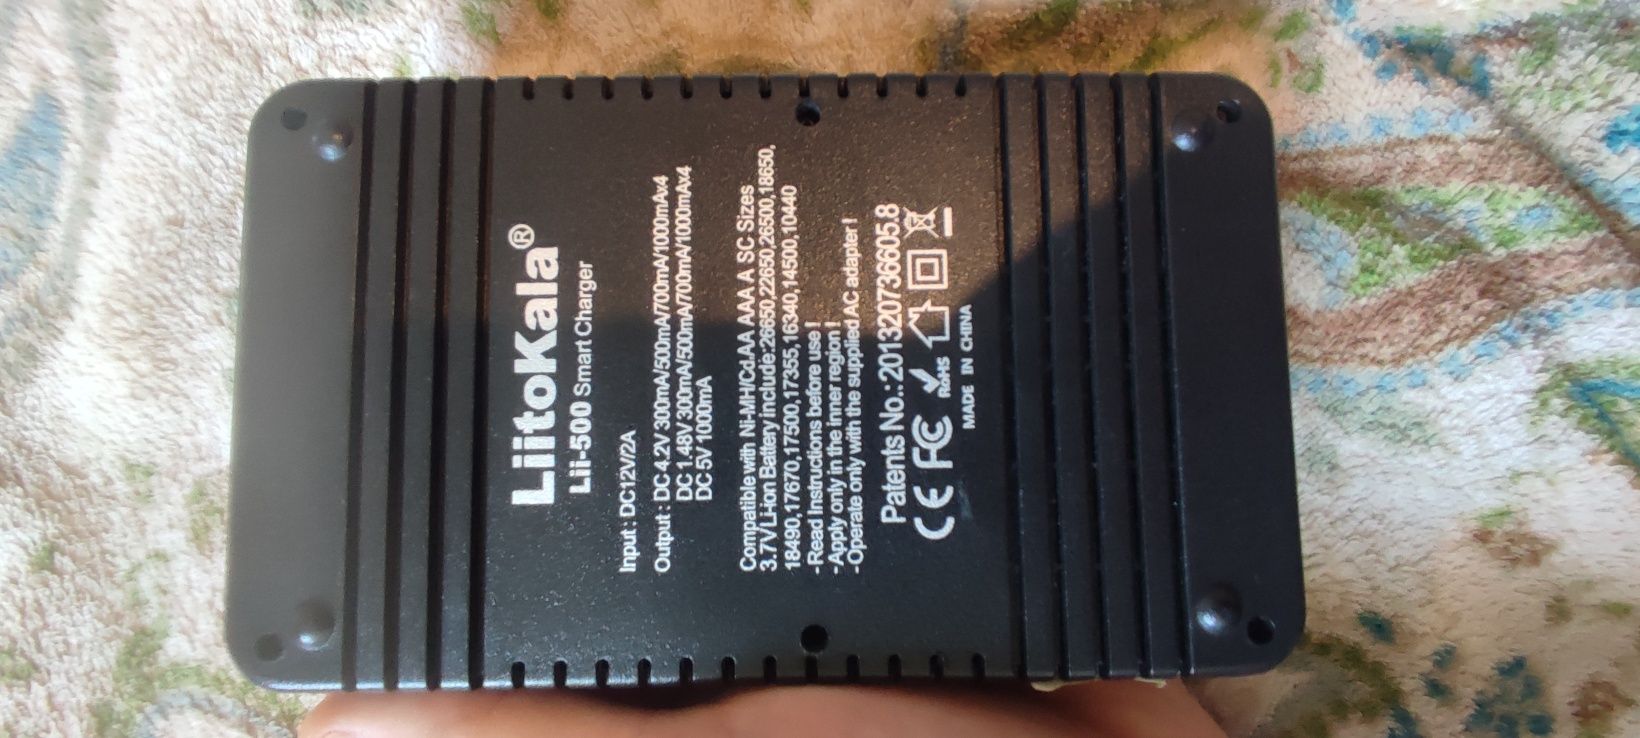 LiitoKala®
Lii-500 Smart Charger
Input : DC12V/2A
Output : DC 4.2V 300mA/500mA/700mA/1000mAx4
DC 1.48V 300mA/500mA/700mA/1000mAx4
DC 5V 1000mA
Compatible with Ni-MH/CdAA AAA A SC Sizes
3.7V Li-ion Battery include:26650,22650,26500,18650,
18490,17670,17500,17355,16340,14500,10440
-Read Instructions before use !
-Apply only in the inner region !
-Operate only with the supplied AC adapter !
Patents No.:201320736605.8
CE FC RoHS
MADE IN CHINA